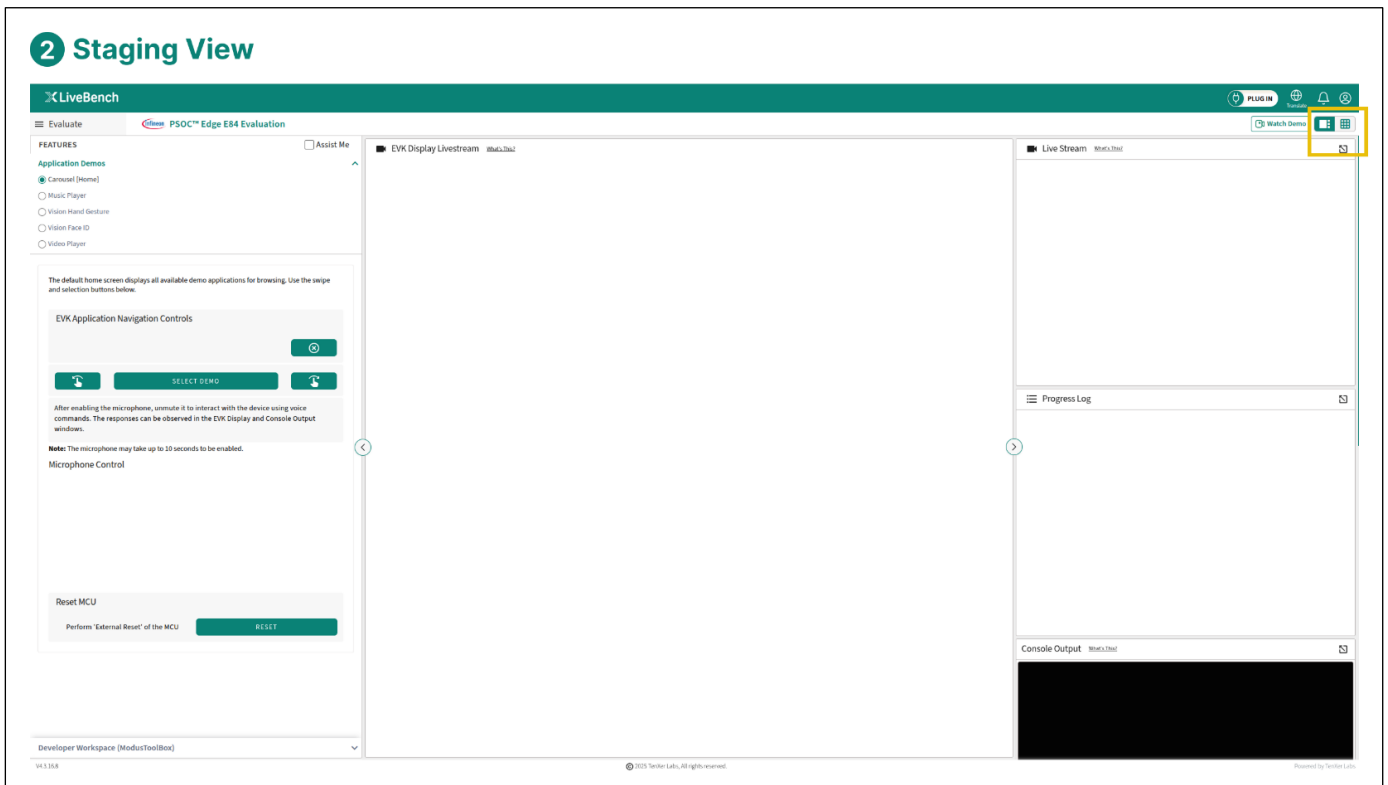 2 Staging View
LiveBench
PLUG IN
Translate
Evaluate
infineon PSOC™ Edge E84 Evaluation
Watch Demo
FEATURES
Assist Me
Application Demos
Carousel [Home]
Music Player
Vision Hand Gesture
Vision Face ID
Video Player
The default home screen displays all available demo applications for browsing. Use the swipe
and selection buttons below.
EVK Application Navigation Controls
SELECT DEMO
After enabling the microphone, unmute it to interact with the device using voice
commands. The responses can be observed in the EVK Display and Console Output
windows.
Note: The microphone may take up to 10 seconds to be enabled.
Microphone Control
Reset MCU
Perform 'External Reset' of the MCU
RESET
Developer Workspace (ModusToolBox)
EVK Display Livestream What's This?
Live Stream What's This?
Progress Log
Console Output What's This?
V4.3.16.8
© 2025 TenXer Labs, All rights reserved.
Powered by TenXer Labs